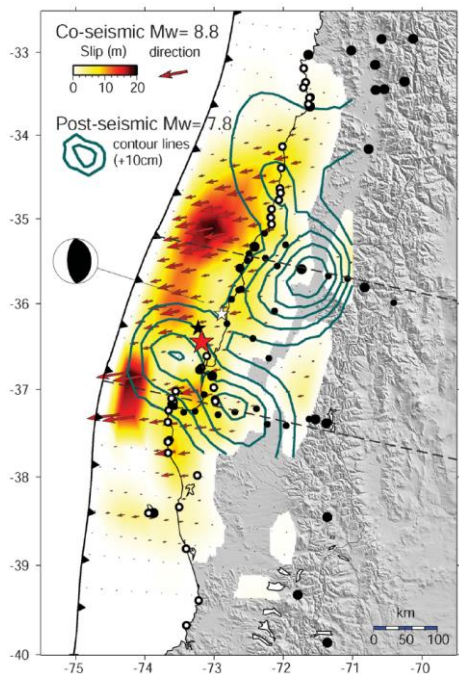 Co-seismic Mw= 8.8
Slip (m) direction
0 10 20
Post-seismic Mw=7.8
contour lines
(+10cm)
-33
-34
-35
-36
-37
-38
-39
-40
km
0 50 100
-75 -74 -73 -72 -71 -70